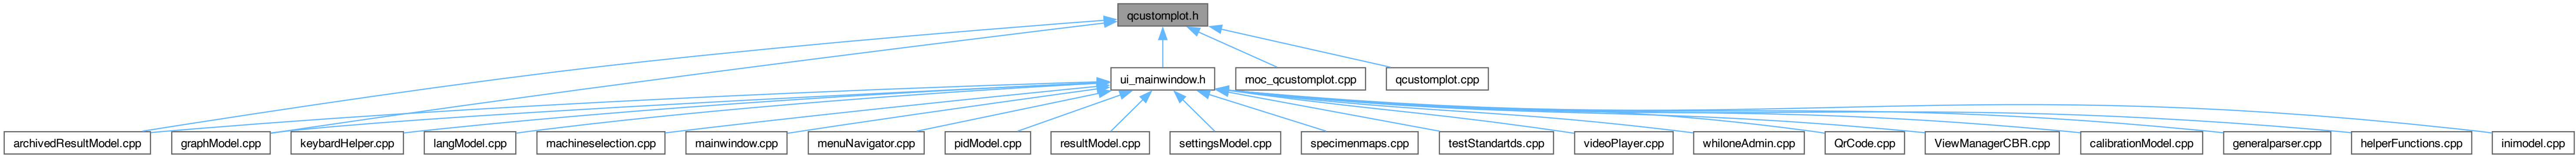 qcustomplot.h
ui_mainwindow.h
moc_qcustomplot.cpp
qcustomplot.cpp
archivedResultModel.cpp
graphModel.cpp
keybardHelper.cpp
langModel.cpp
machineselection.cpp
mainwindow.cpp
menuNavigator.cpp
pidModel.cpp
resultModel.cpp
settingsModel.cpp
specimenmaps.cpp
testStandartds.cpp
videoPlayer.cpp
whiloneAdmin.cpp
QrCode.cpp
ViewManagerCBR.cpp
calibrationModel.cpp
generalparser.cpp
helperFunctions.cpp
inimodel.cpp